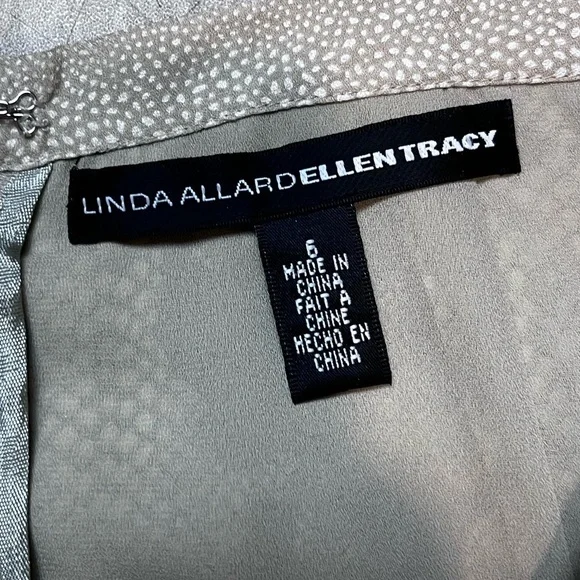 LINDA ALLARDELLEN TRACY
6
MADE IN
CHINA
FAIT A
CHINE
HECHO EN
CHINA